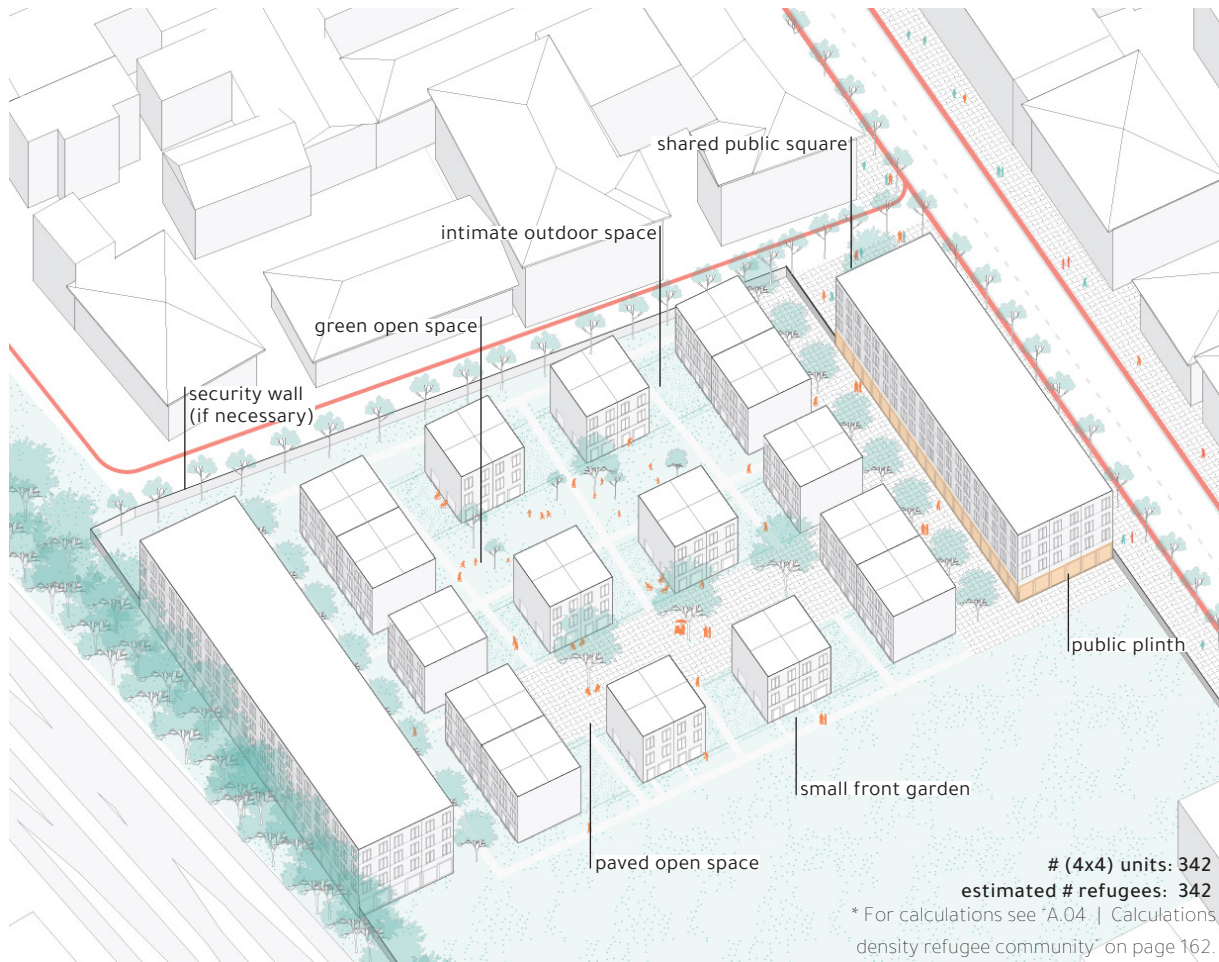 shared public square
intimate outdoor space
green open space
security wall
(if necessary)
public plinth
small front garden
paved open space
# (4x4) units: 342
estimated # refugees: 342
* For calculations see "A.04 | Calculations
density refugee community" on page 162.